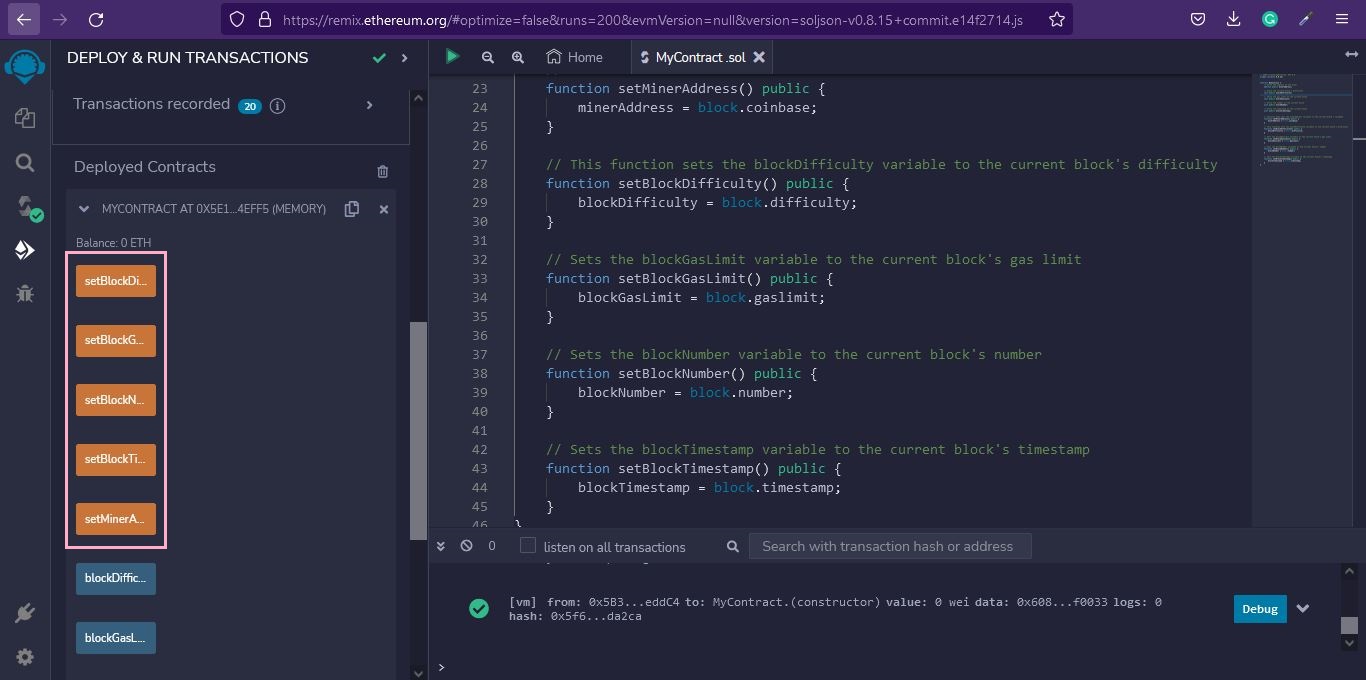 https://remix.ethereum.org/#optimize=false&runs=200&evmVersion=null&version=soljson-v0.8.15+commit.e14f2714.js
DEPLOY & RUN TRANSACTIONS
Transactions recorded 20 i
Deployed Contracts
MYCONTRACT AT 0X5E1...4EFF5 (MEMORY)
Balance: 0 ETH
setBlockDi...
setBlockG...
setBlockN...
setBlockTi...
setMinerA...
blockDiffic...
blockGasL...
Home
MyContract .sol
23 function setMinerAddress() public {
24 minerAddress = block.coinbase;
25 }
26
27 // This function sets the blockDifficulty variable to the current block's difficulty
28 function setBlockDifficulty() public {
29 blockDifficulty = block.difficulty;
30 }
31
32 // Sets the blockGasLimit variable to the current block's gas limit
33 function setBlockGasLimit() public {
34 blockGasLimit = block.gaslimit;
35 }
36
37 // Sets the blockNumber variable to the current block's number
38 function setBlockNumber() public {
39 blockNumber = block.number;
40 }
41
42 // Sets the blockTimestamp variable to the current block's timestamp
43 function setBlockTimestamp() public {
44 blockTimestamp = block.timestamp;
45 }
46 }
0
listen on all transactions
Search with transaction hash or address
[vm] from: 0x5B3...eddC4 to: MyContract.(constructor) value: 0 wei data: 0x608...f0033 logs: 0
hash: 0x5f6...da2ca
Debug
>